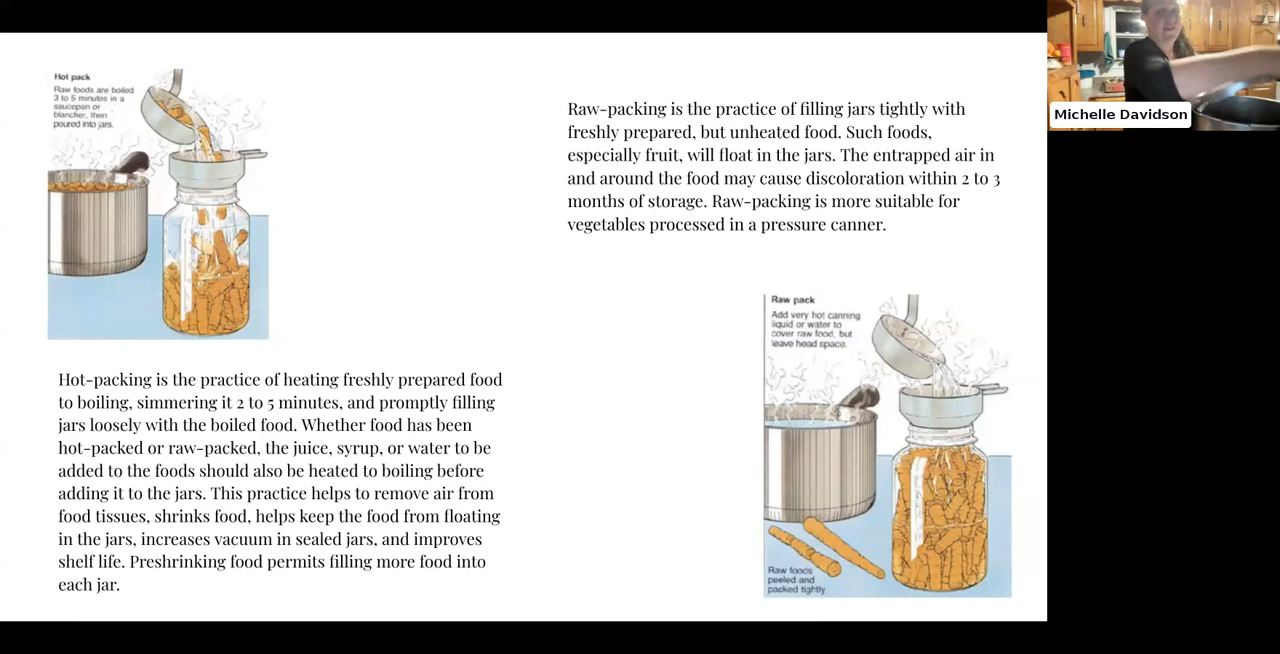 Hot pack
Raw foods are boiled
3 to 5 minutes in a
saucepan or
blancher, then
poured into jars.
Hot-packing is the practice of heating freshly prepared food
to boiling, simmering it 2 to 5 minutes, and promptly filling
jars loosely with the boiled food. Whether food has been
hot-packed or raw-packed, the juice, syrup, or water to be
added to the foods should also be heated to boiling before
adding it to the jars. This practice helps to remove air from
food tissues, shrinks food, helps keep the food from floating
in the jars, increases vacuum in sealed jars, and improves
shelf life. Preshrinking food permits filling more food into
each jar.
Raw-packing is the practice of filling jars tightly with
freshly prepared, but unheated food. Such foods,
especially fruit, will float in the jars. The entrapped air in
and around the food may cause discoloration within 2 to 3
months of storage. Raw-packing is more suitable for
vegetables processed in a pressure canner.
Raw pack
Add very hot canning
liquid or water to
cover raw food, but
leave head space.
Raw foods
peeled and
packed tightly
Michelle Davidson